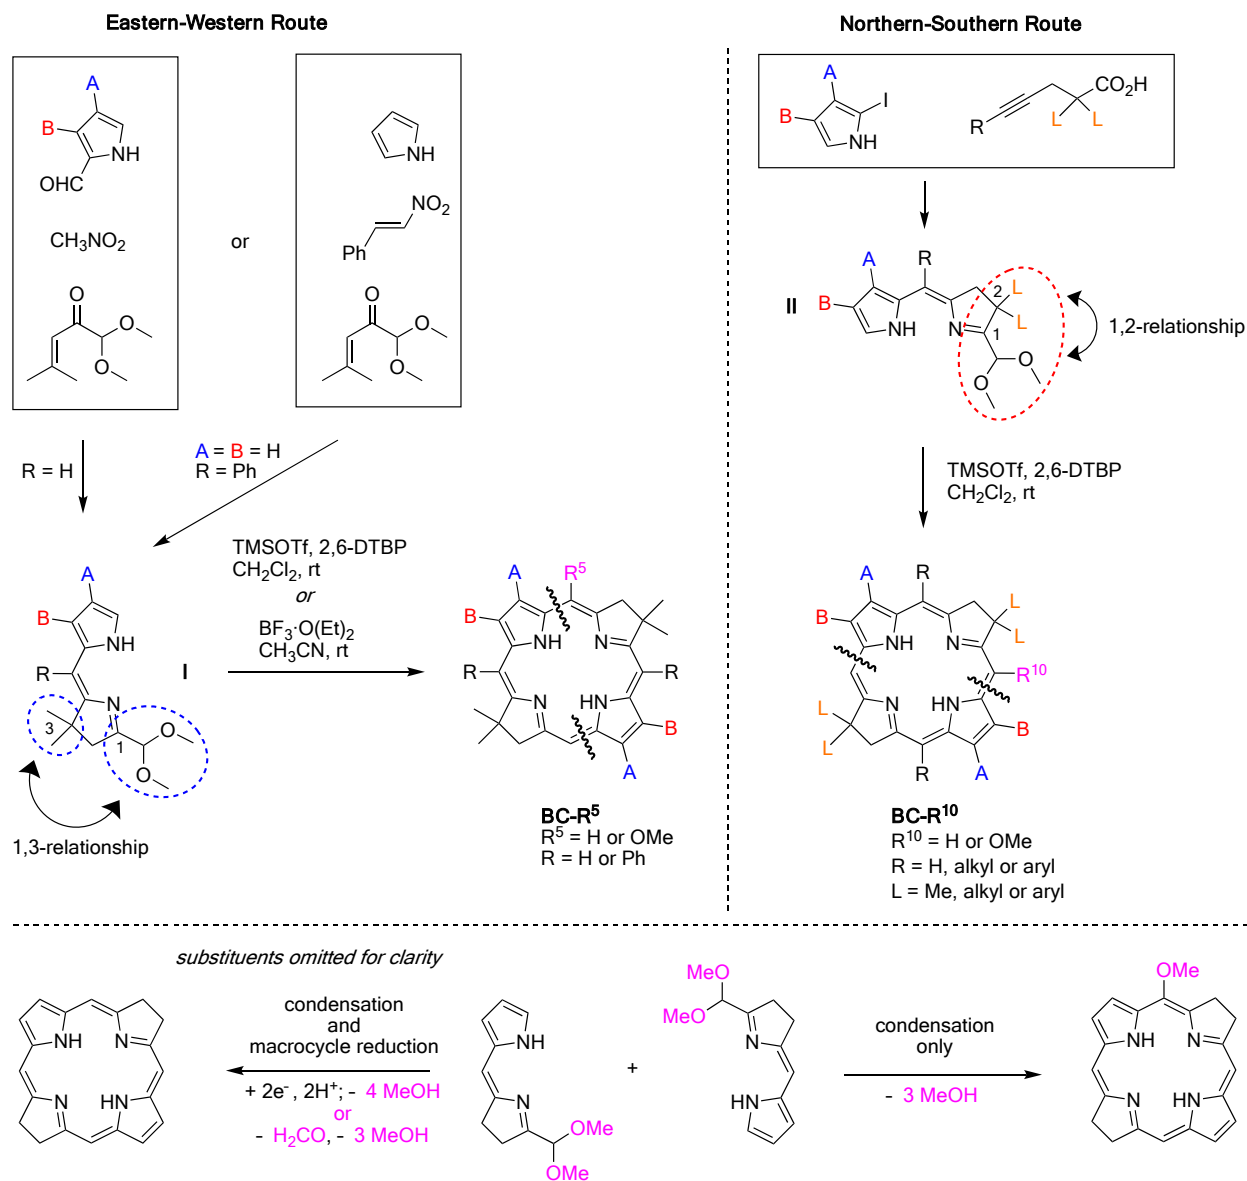 Eastern-Western Route
A
B
NH
OHC
CH3NO2
O
O
O
or
NH
NO2
Ph
O
O
O
R = H
A = B = H
R = Ph
A
B
NH
R
N
3
1
O
O
I
1,3-relationship
TMSOTf, 2,6-DTBP
CH2Cl2, rt
or
BF3·O(Et)2
CH3CN, rt
A
R5
B
NH
N
R
R
N
HN
B
A
BC-R5
R5 = H or OMe
R = H or Ph
Northern-Southern Route
A
I
B
NH
CO2H
R
L
L
II
A
R
B
NH
N
2
L
L
1
O
O
1,2-relationship
TMSOTf, 2,6-DTBP
CH2Cl2, rt
A
R
L
B
L
NH
N
R10
L
N
HN
B
L
R
A
BC-R10
R10 = H or OMe
R = H, alkyl or aryl
L = Me, alkyl or aryl
substituents omitted for clarity
NH
N
N
HN
condensation
and
macrocycle reduction
+ 2e-, 2H+; - 4 MeOH
or
- H2CO, - 3 MeOH
NH
N
OMe
OMe
+
MeO
MeO
N
HN
condensation
only
- 3 MeOH
OMe
NH
N
N
HN